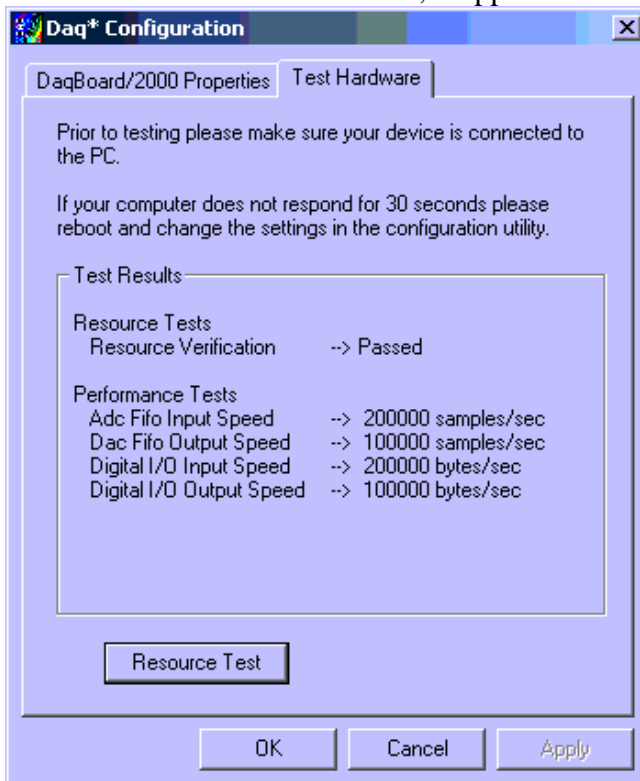 Daq* Configuration
DaqBoard/2000 Properties
Test Hardware
Prior to testing please make sure your device is connected to
the PC.
If your computer does not respond for 30 seconds please
reboot and change the settings in the configuration utility.
Test Results
Resource Tests
Resource Verification --> Passed
Performance Tests
Adc Fifo Input Speed --> 200000 samples/sec
Dac Fifo Output Speed --> 100000 samples/sec
Digital I/O Input Speed --> 200000 bytes/sec
Digital I/O Output Speed --> 100000 bytes/sec
Resource Test
OK
Cancel
Apply